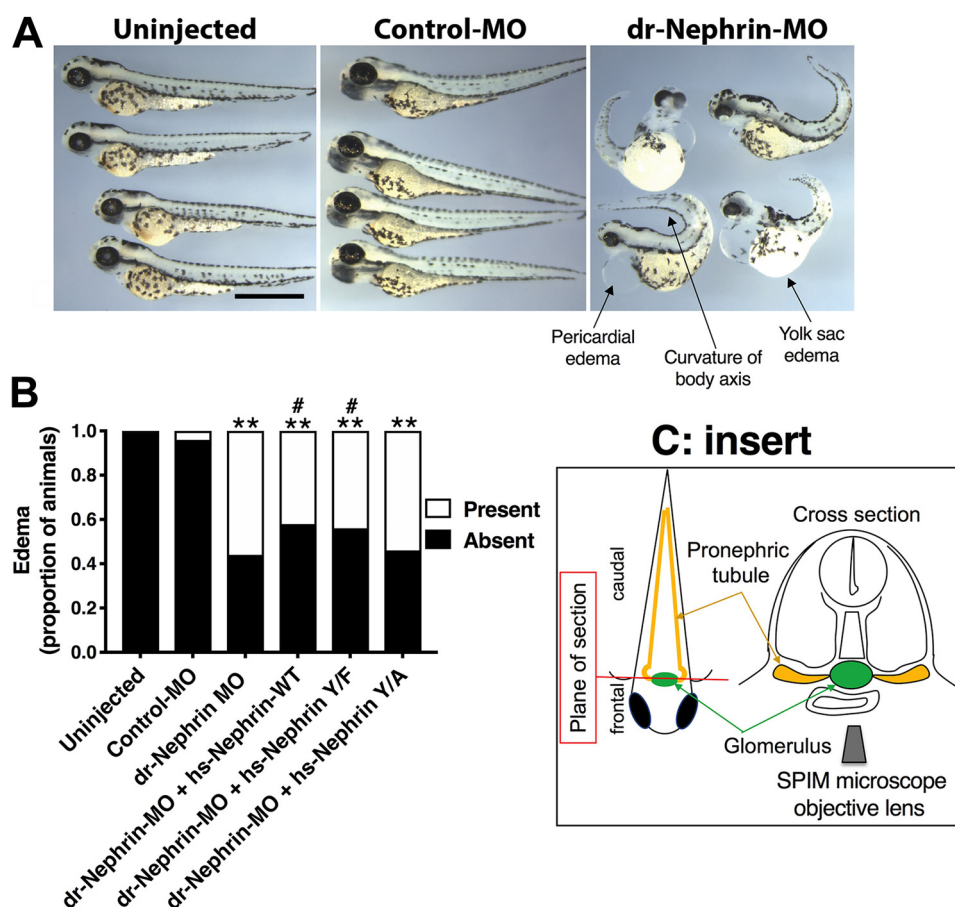 A
Uninjected
Control-MO
dr-Nephrin-MO
Pericardial
edema
Curvature of
body axis
Yolk sac
edema
B
Edema
(proportion of animals)
1.0
0.8
0.6
0.4
0.2
0.0
**
#
**
#
**
**
Present
Absent
Uninjected
Control-MO
dr-Nephrin MO
dr-Nephrin-MO + hs-Nephrin-WT
dr-Nephrin-MO + hs-Nephrin Y/F
dr-Nephrin-MO + hs-Nephrin Y/A
C: insert
Plane of section
caudal
frontal
Pronephric
tubule
Cross section
Glomerulus
SPIM microscope
objective lens